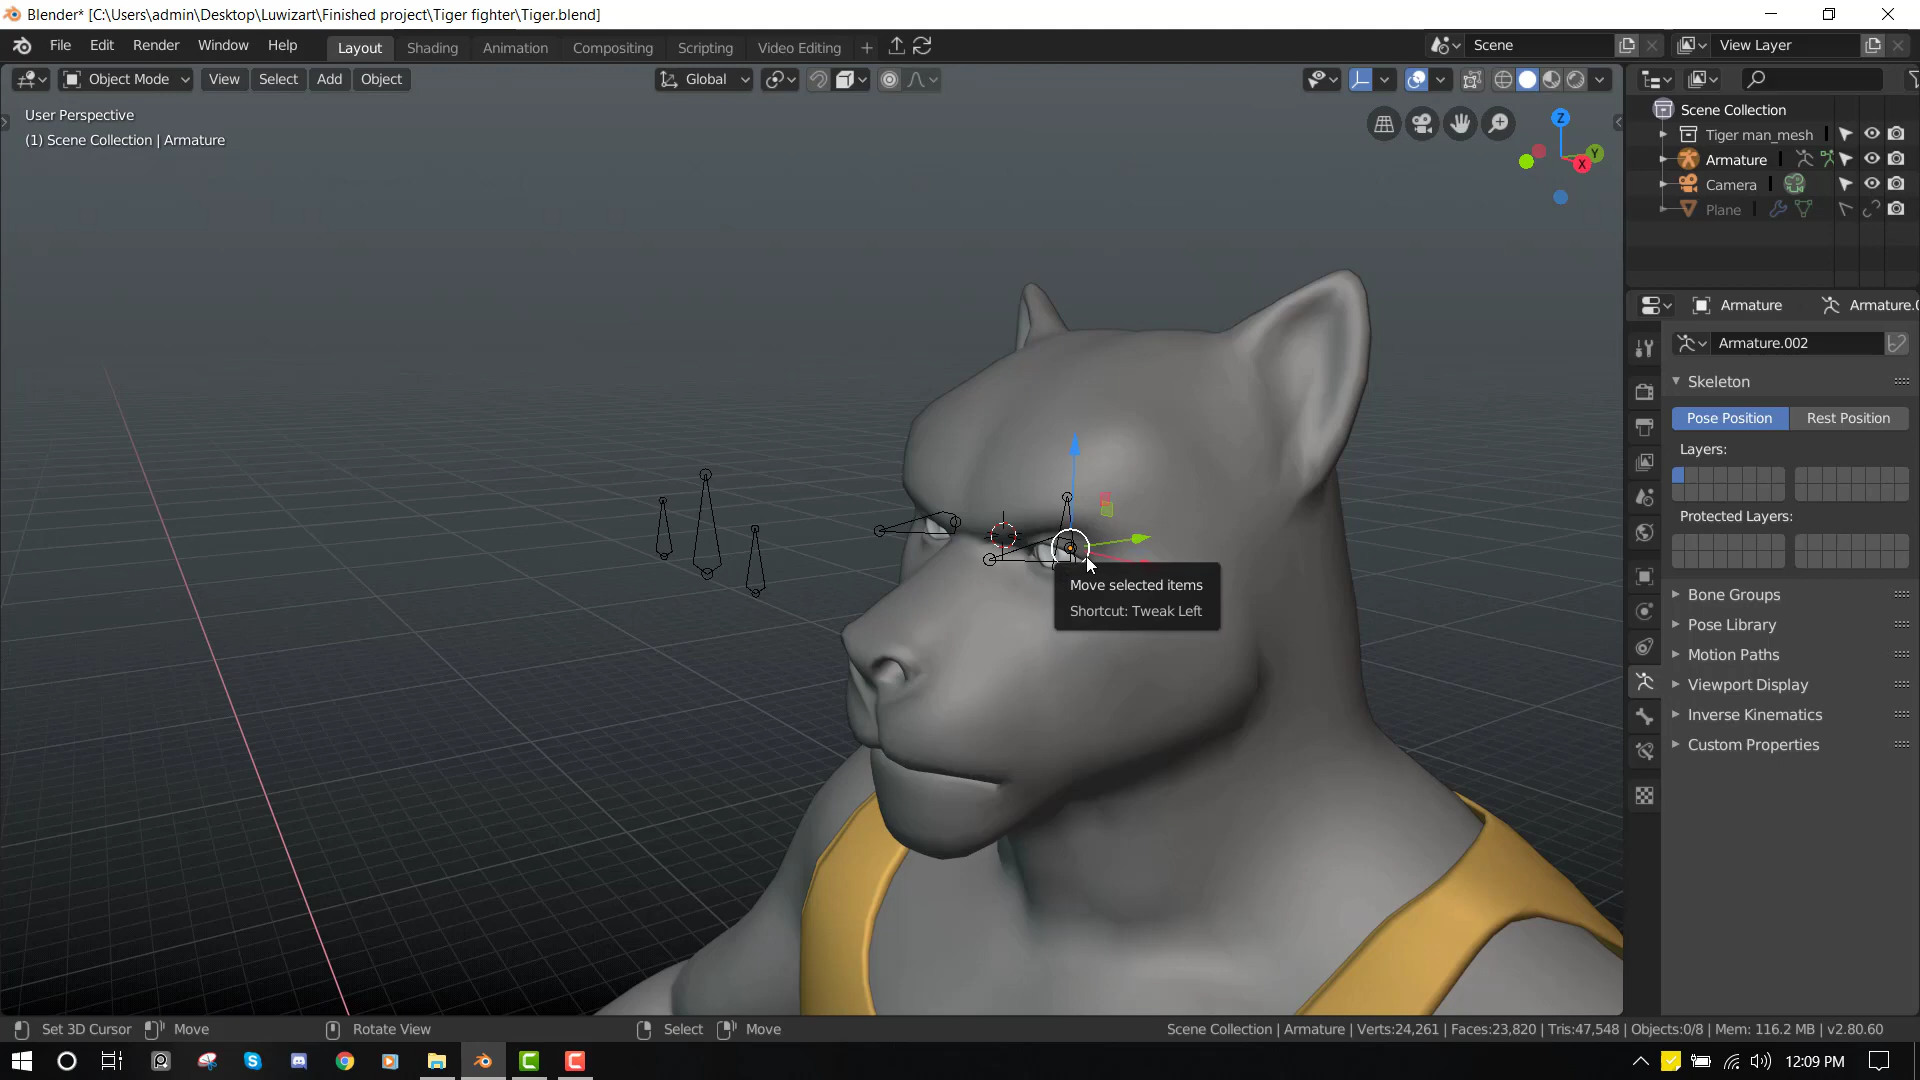 Blender* [C:\Users\admin\Desktop\Luwizart\Finished project\Tiger fighter\Tiger.blend]
File Edit Render Window Help Layout Shading Animation Compositing Scripting Video Editing + Scene View Layer
Object Mode View Select Add Object Global
User Perspective
(1) Scene Collection | Armature
Z
Y
X
Scene Collection
Tiger man_mesh
Armature
Camera
Plane
Armature Armature.0
Armature.002
Skeleton
Pose Position Rest Position
Layers:
Protected Layers:
Bone Groups
Pose Library
Motion Paths
Viewport Display
Inverse Kinematics
Custom Properties
Move selected items
Shortcut: Tweak Left
Set 3D Cursor Move Rotate View Select Move Scene Collection | Armature | Verts:24,261 | Faces:23,820 | Tris:47,548 | Objects:0/8 | Mem: 116.2 MB | v2.80.60
12:09 PM